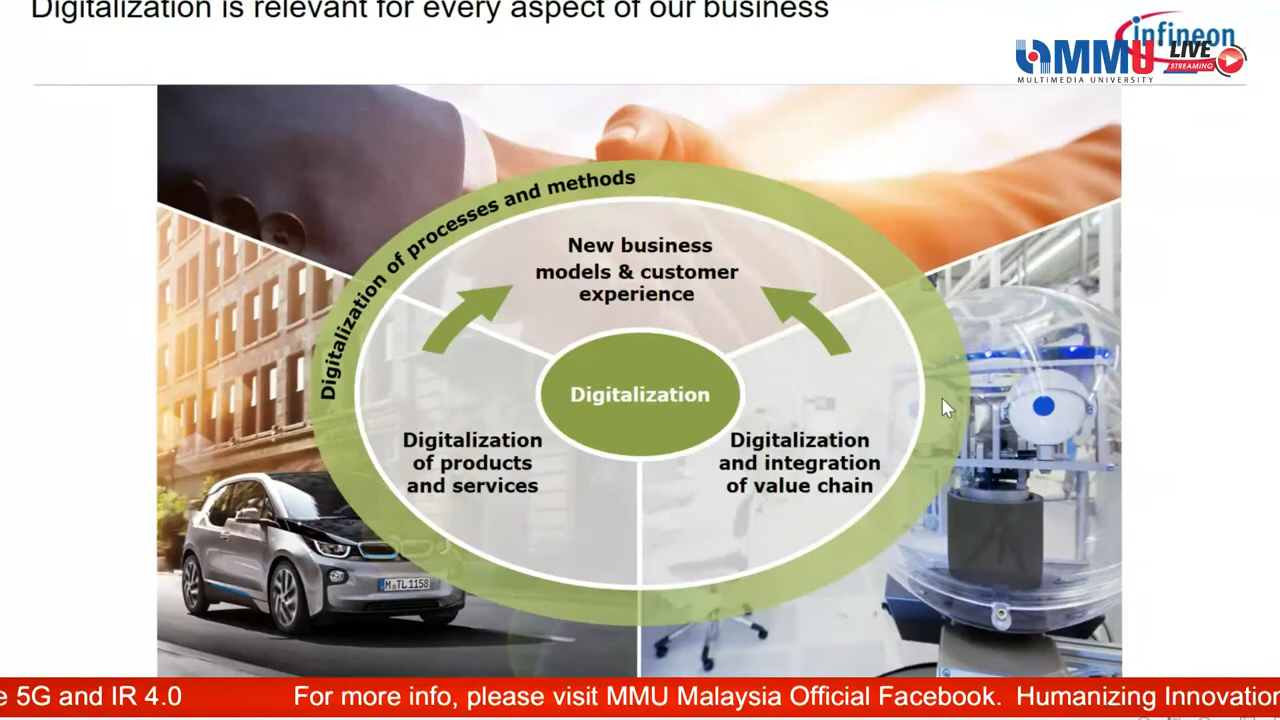 Digitalization is relevant for every aspect of our business
infineon
MMU
LIVE
STREAMING
MULTIMEDIA UNIVERSITY
Digitalization of processes and methods
New business
models & customer
experience
Digitalization
Digitalization
of products
and services
Digitalization
and integration
of value chain
M TL 1158
e 5G and IR 4.0 For more info, please visit MMU Malaysia Official Facebook. Humanizing Innovation